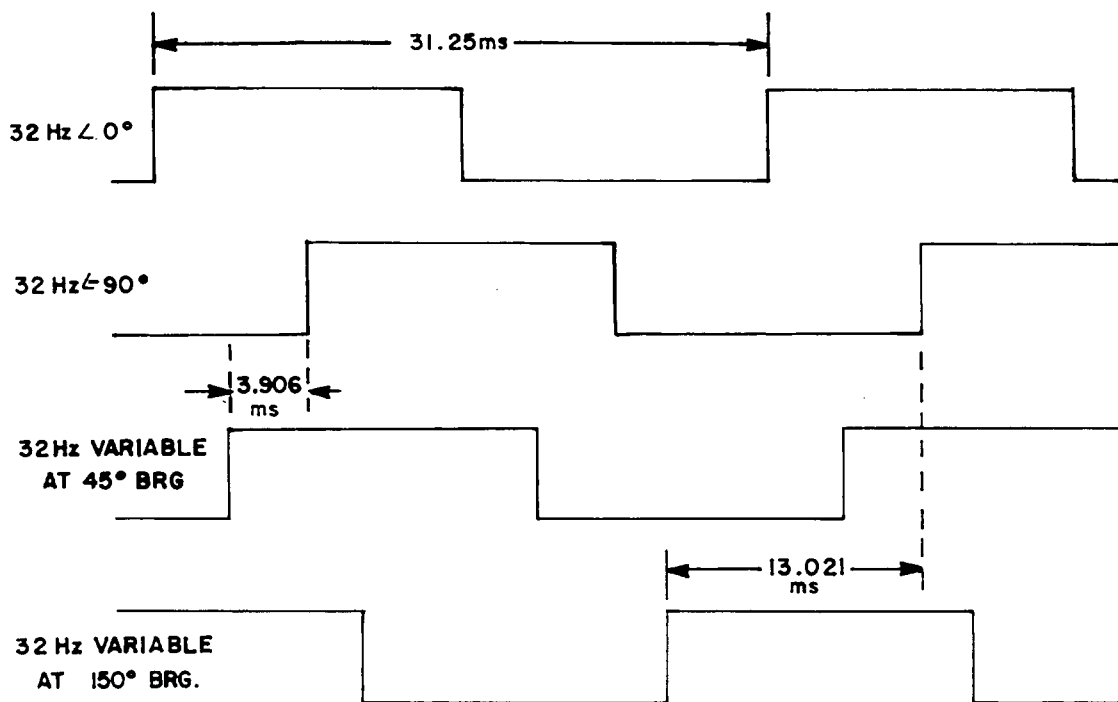 31.25ms
32 Hz ∠ 0°
32 Hz ∠-90°
3.906
ms
32 Hz VARIABLE
AT 45° BRG
13.021
ms
32 Hz VARIABLE
AT 150° BRG.